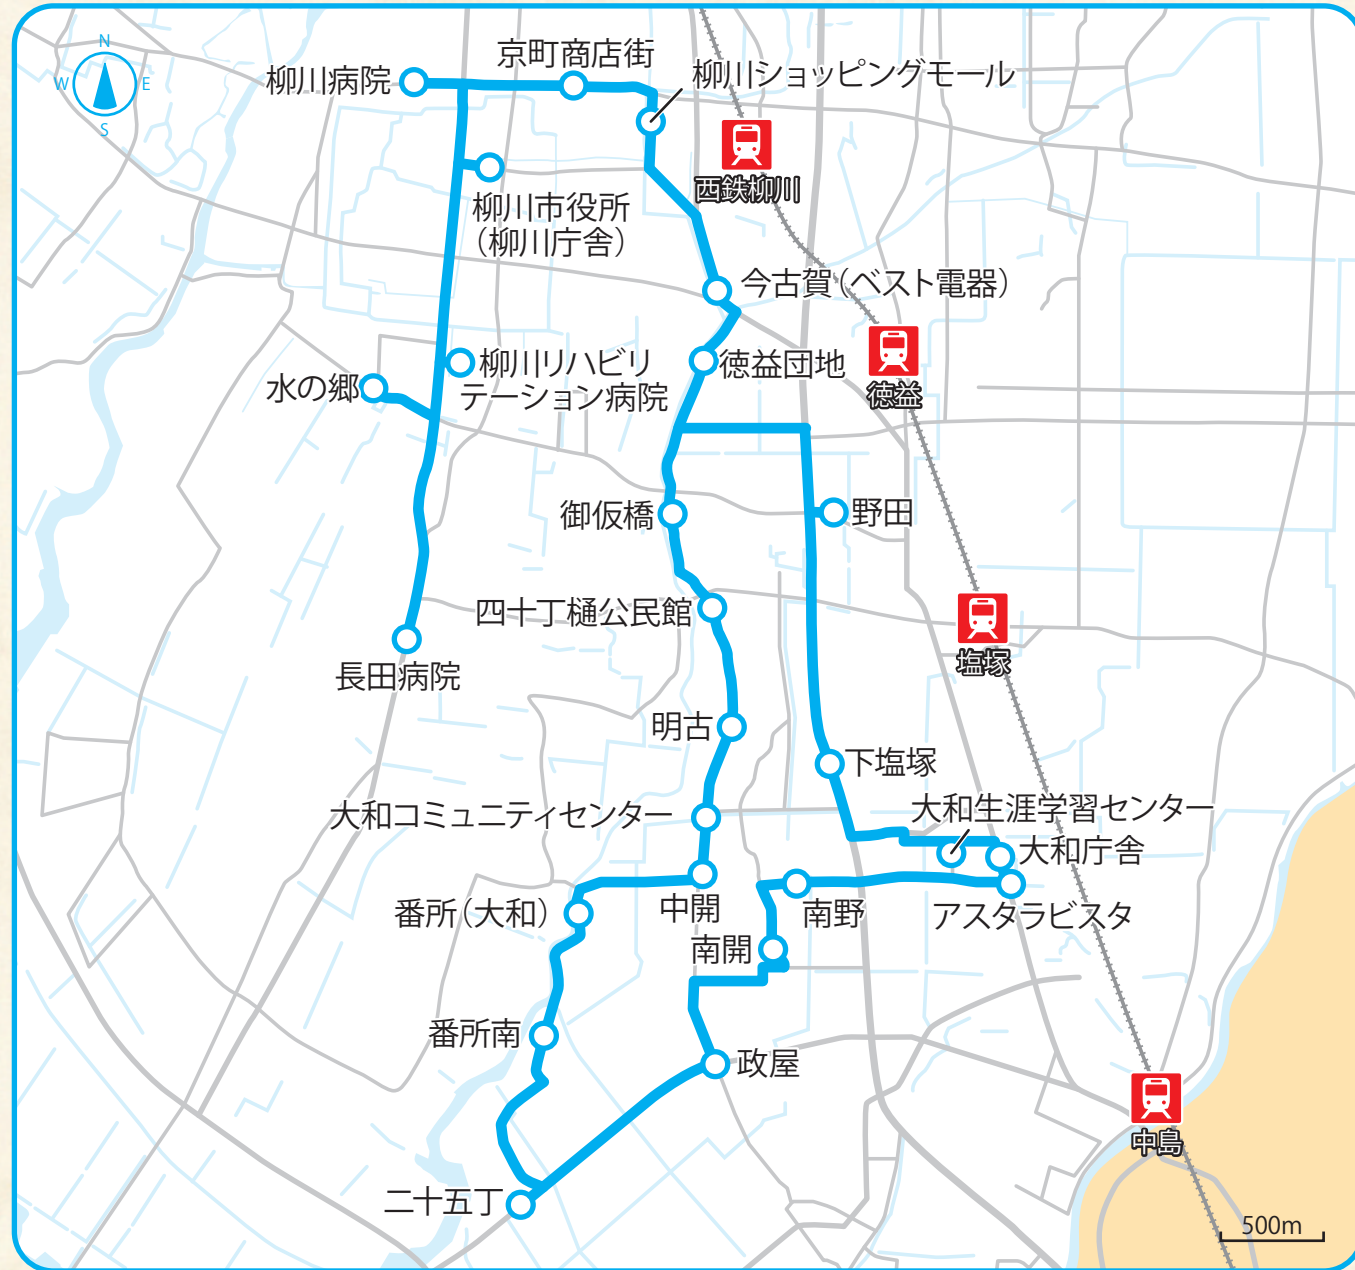 N
W
E
S
柳川病院
京町商店街
柳川ショッピングモール
西鉄柳川
柳川市役所
（柳川庁舎）
今古賀（ベスト電器）
徳益
柳川リハビリ
テーション病院
徳益団地
水の郷
御仮橋
野田
四十丁樋公民館
塩塚
長田病院
明古
下塩塚
大和生涯学習センター
大和コミュニティセンター
大和庁舎
中開
番所（大和）
南野
アスタラビスタ
南開
番所南
政屋
中島
二十五丁
500m